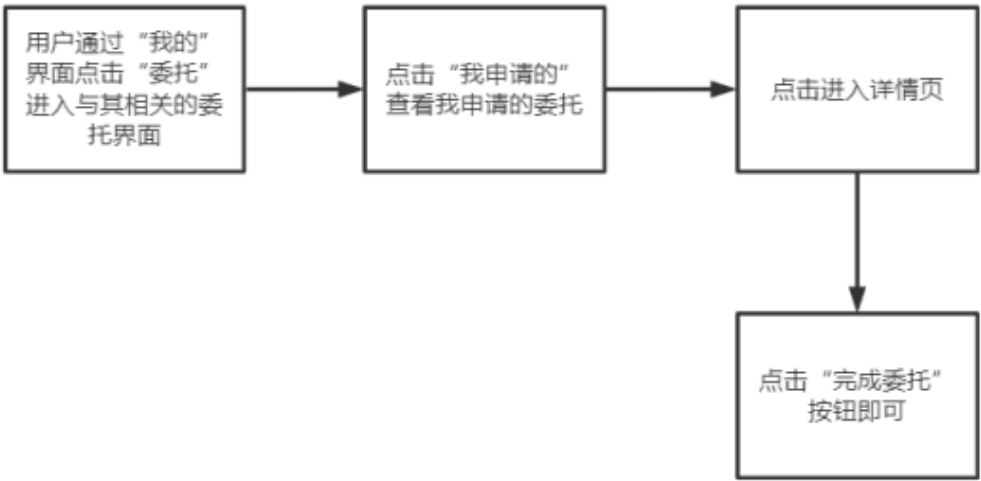 用户通过“我的”
界面点击“委托”
进入与其相关的委
托界面
点击“我申请的”
查看我申请的委托
点击进入详情页
点击“完成委托”
按钮即可